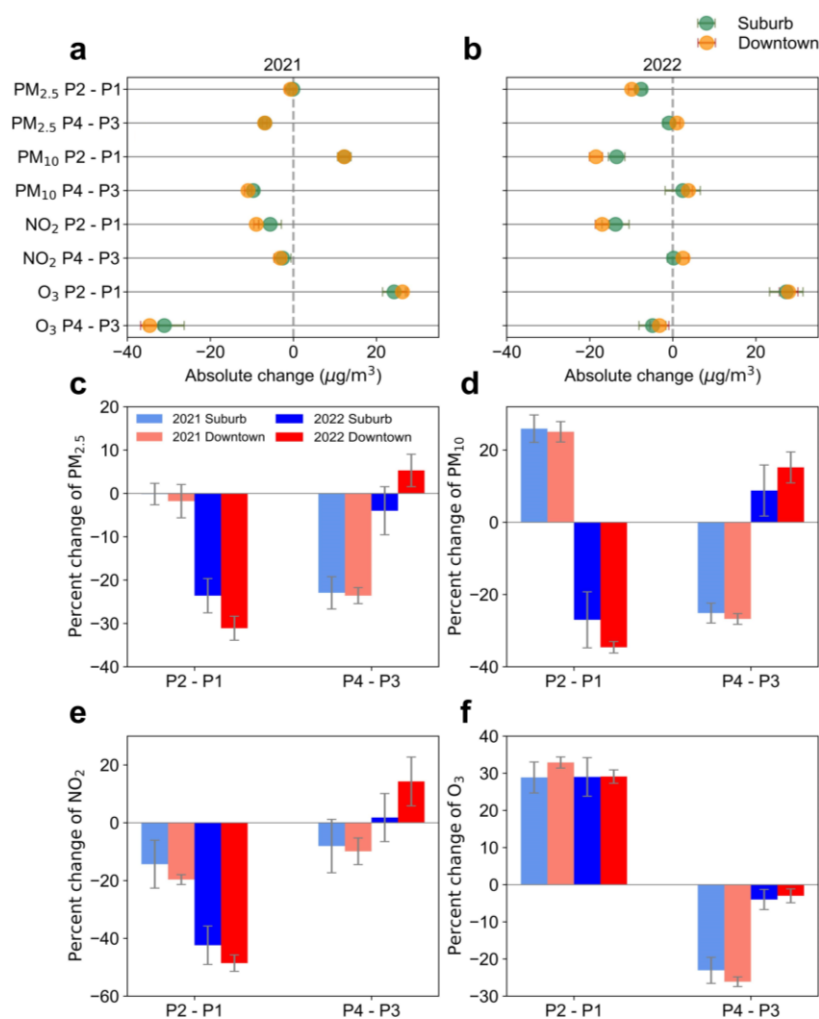 Suburb
Downtown
a
b
2021
2022
PM₂.₅ P2 - P1
PM₂.₅ P4 - P3
PM₁₀ P2 - P1
PM₁₀ P4 - P3
NO₂ P2 - P1
NO₂ P4 - P3
O₃ P2 - P1
O₃ P4 - P3
−40 −20 0 20
−40 −20 0 20
Absolute change (μg/m³)
Absolute change (μg/m³)
c
d
20
10
0
−10
−20
−30
−40
Percent change of PM₂.₅
2021 Suburb
2021 Downtown
2022 Suburb
2022 Downtown
P2 - P1
P4 - P3
20
0
−20
−40
Percent change of PM₁₀
P2 - P1
P4 - P3
e
f
20
0
−20
−40
−60
Percent change of NO₂
P2 - P1
P4 - P3
40
30
20
10
0
−10
−20
−30
Percent change of O₃
P2 - P1
P4 - P3